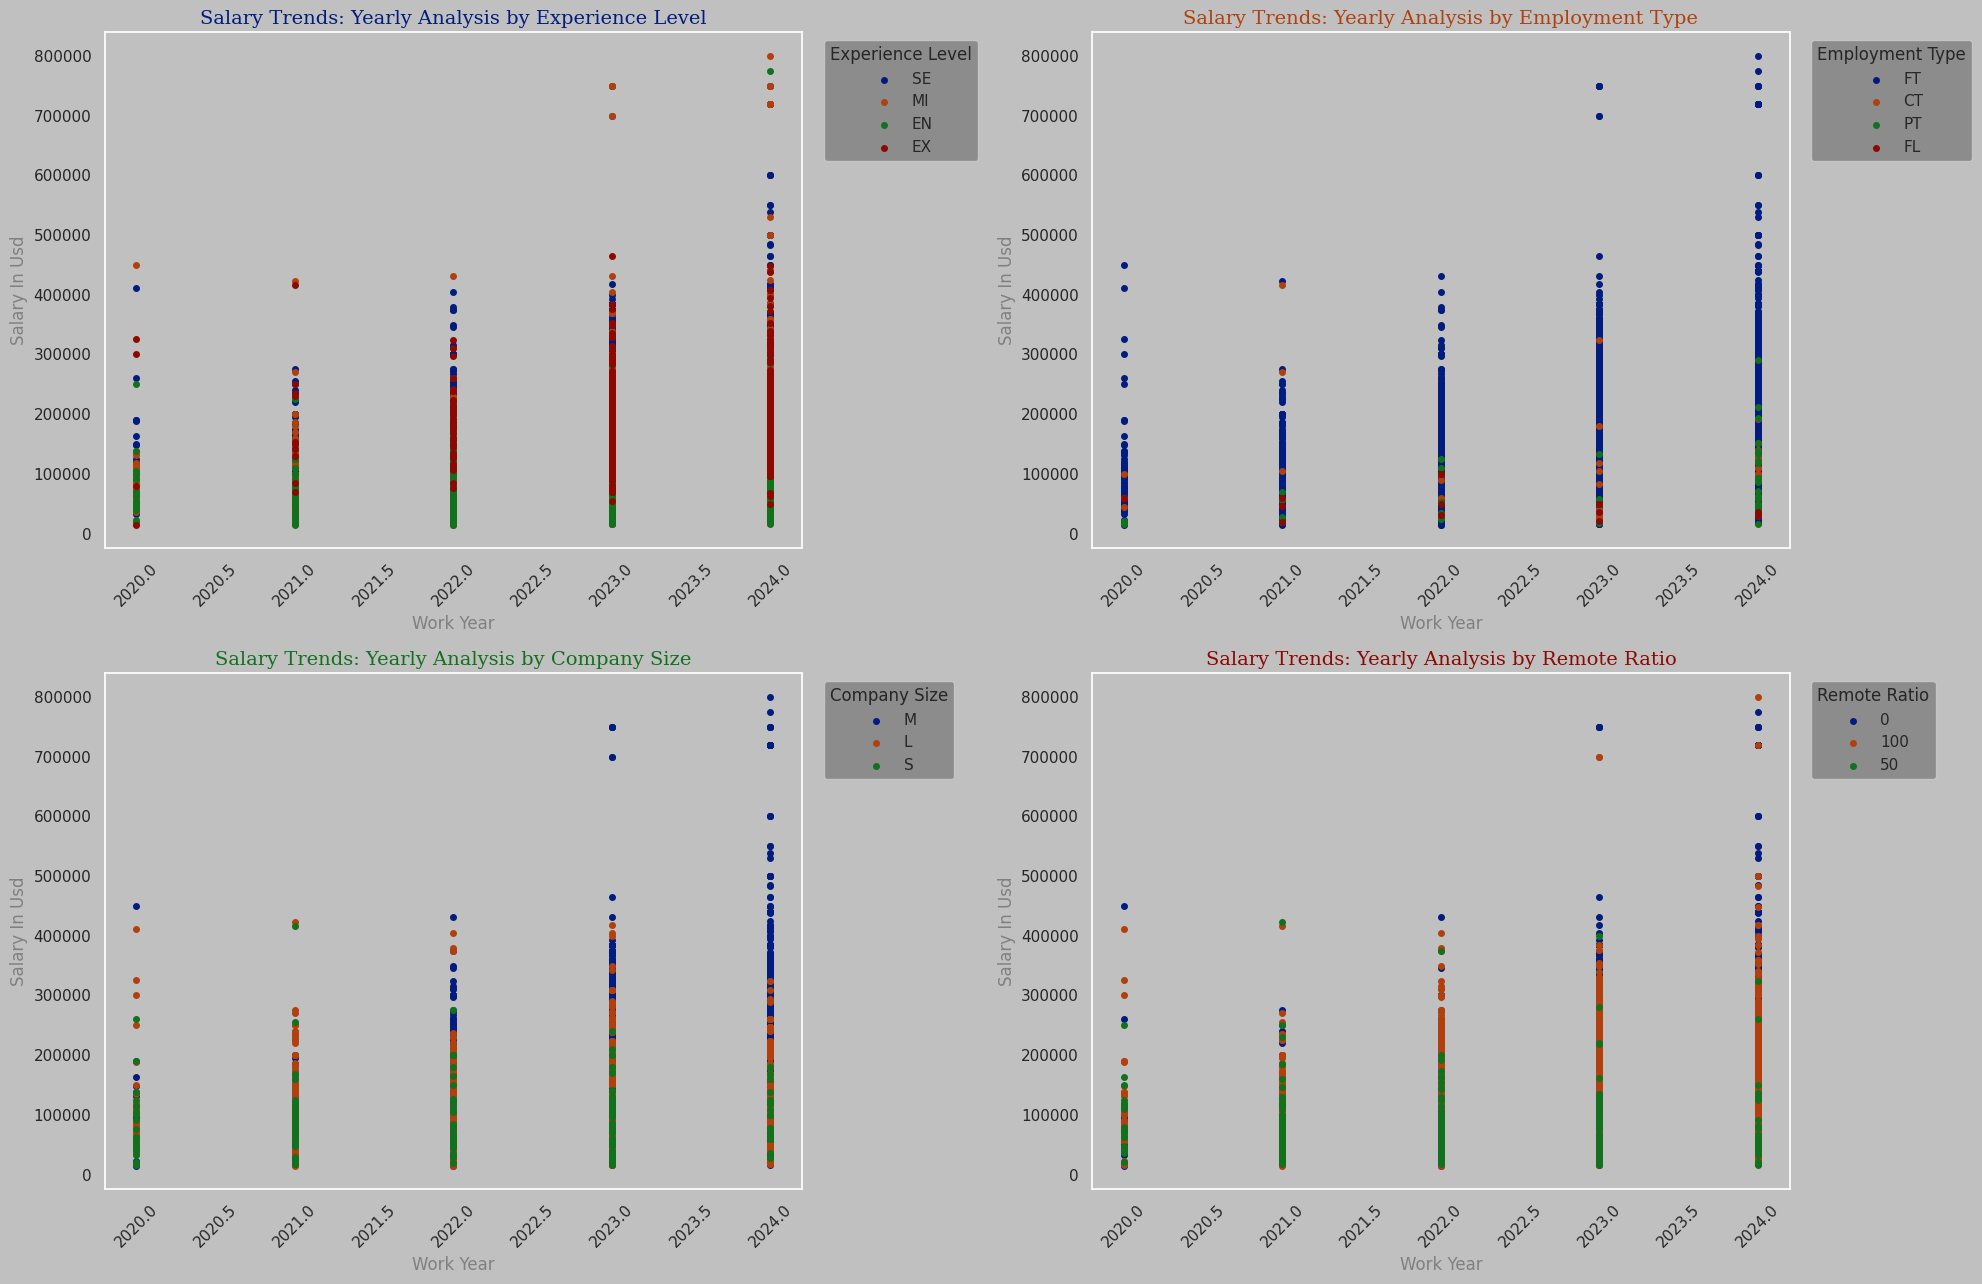 Salary Trends: Yearly Analysis by Experience Level
800000
700000
600000
500000
400000
300000
200000
100000
0
Salary In Usd
2020.0
2020.5
2021.0
2021.5
2022.0
2022.5
2023.0
2023.5
2024.0
Work Year
Experience Level
SE
MI
EN
EX
Salary Trends: Yearly Analysis by Employment Type
800000
700000
600000
500000
400000
300000
200000
100000
0
Salary In Usd
2020.0
2020.5
2021.0
2021.5
2022.0
2022.5
2023.0
2023.5
2024.0
Work Year
Employment Type
FT
CT
PT
FL
Salary Trends: Yearly Analysis by Company Size
800000
700000
600000
500000
400000
300000
200000
100000
0
Salary In Usd
2020.0
2020.5
2021.0
2021.5
2022.0
2022.5
2023.0
2023.5
2024.0
Work Year
Company Size
M
L
S
Salary Trends: Yearly Analysis by Remote Ratio
800000
700000
600000
500000
400000
300000
200000
100000
0
Salary In Usd
2020.0
2020.5
2021.0
2021.5
2022.0
2022.5
2023.0
2023.5
2024.0
Work Year
Remote Ratio
0
100
50